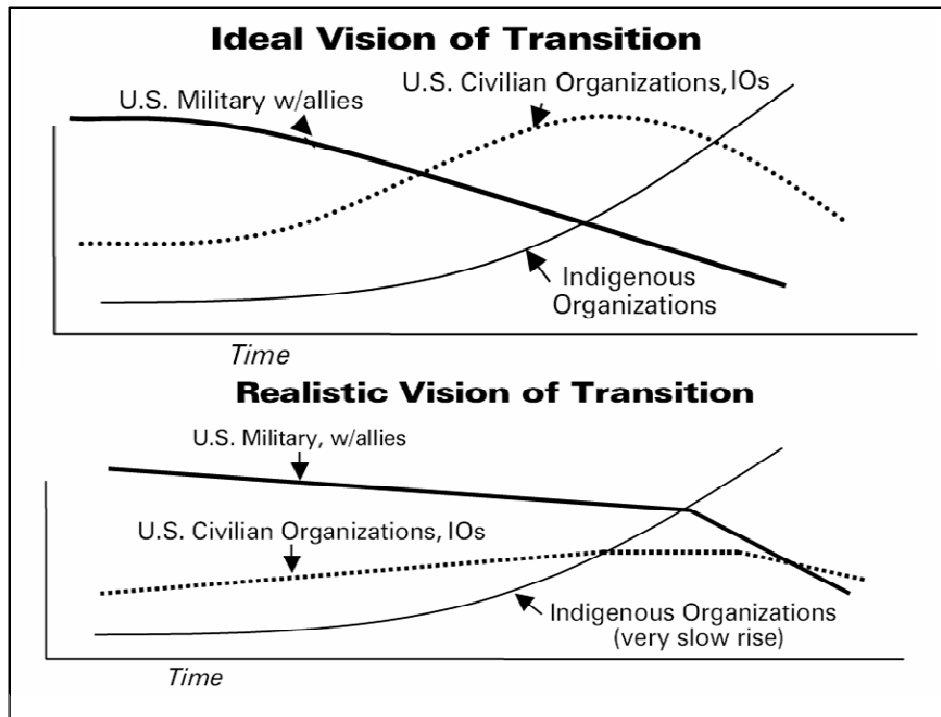 Ideal Vision of Transition
U.S. Military w/allies
U.S. Civilian Organizations, IOs
Indigenous
Organizations
Time
Realistic Vision of Transition
U.S. Military, w/allies
U.S. Civilian Organizations, IOs
Indigenous Organizations
(very slow rise)
Time